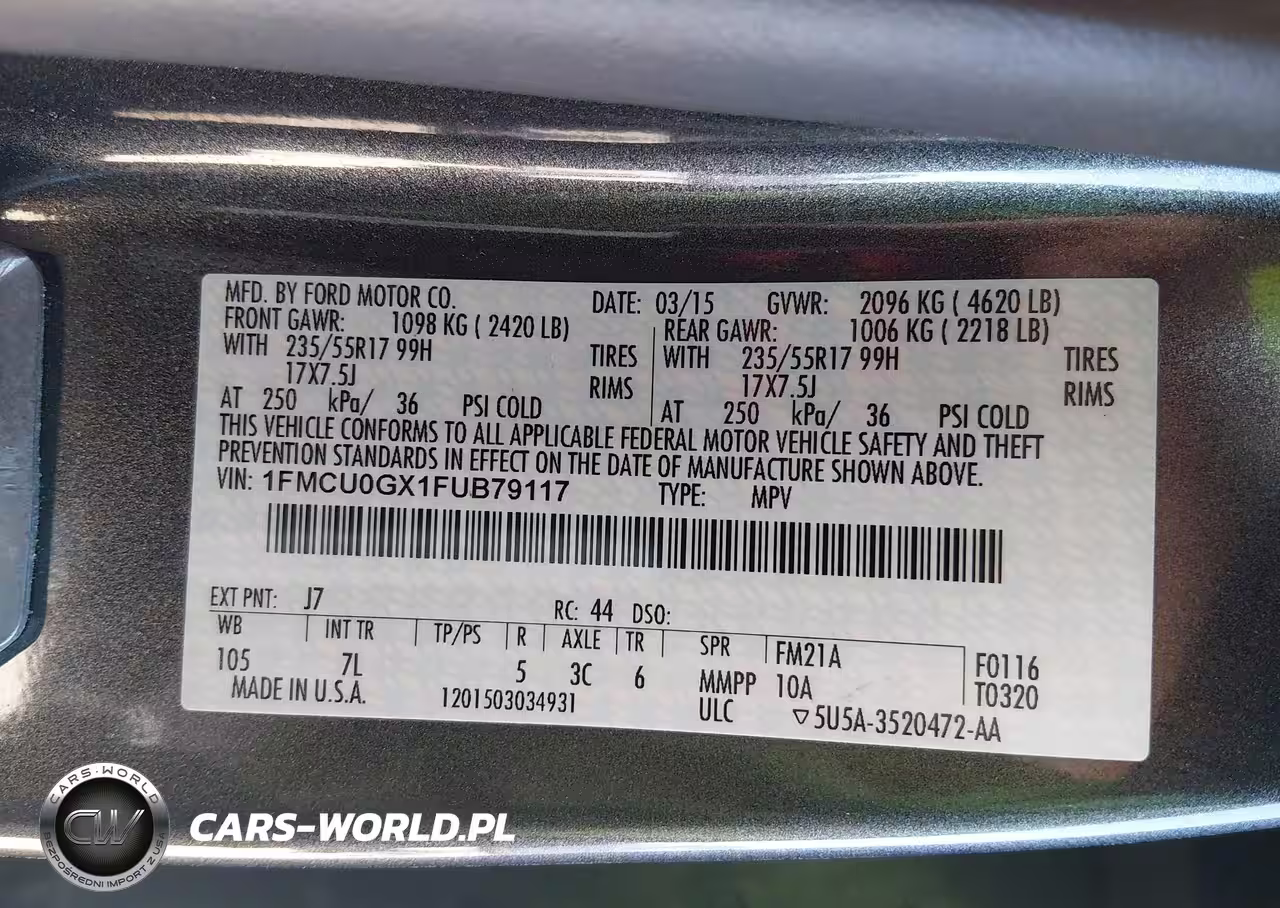 MFD. BY FORD MOTOR CO. DATE: 03/15 GVWR: 2096 KG ( 4620 LB)
FRONT GAWR: 1098 KG ( 2420 LB) REAR GAWR: 1006 KG ( 2218 LB)
WITH 235/55R17 99H TIRES WITH 235/55R17 99H TIRES
17X7.5J RIMS 17X7.5J RIMS
AT 250 kPa/ 36 PSI COLD AT 250 kPa/ 36 PSI COLD
THIS VEHICLE CONFORMS TO ALL APPLICABLE FEDERAL MOTOR VEHICLE SAFETY AND THEFT
PREVENTION STANDARDS IN EFFECT ON THE DATE OF MANUFACTURE SHOWN ABOVE.
VIN: 1FMCU0GX1FUB79117 TYPE: MPV
EXT PNT: J7 RC: 44 DSO:
WB INT TR TP/PS R AXLE TR SPR FM21A F0116
105 7L 5 3C 6 MMPP 10A T0320
MADE IN U.S.A. 1201503034931 ULC ▽5U5A-3520472-AA
CARS-WORLD
CW
BEZPOŚREDNI IMPORT Z USA
CARS-WORLD.PL